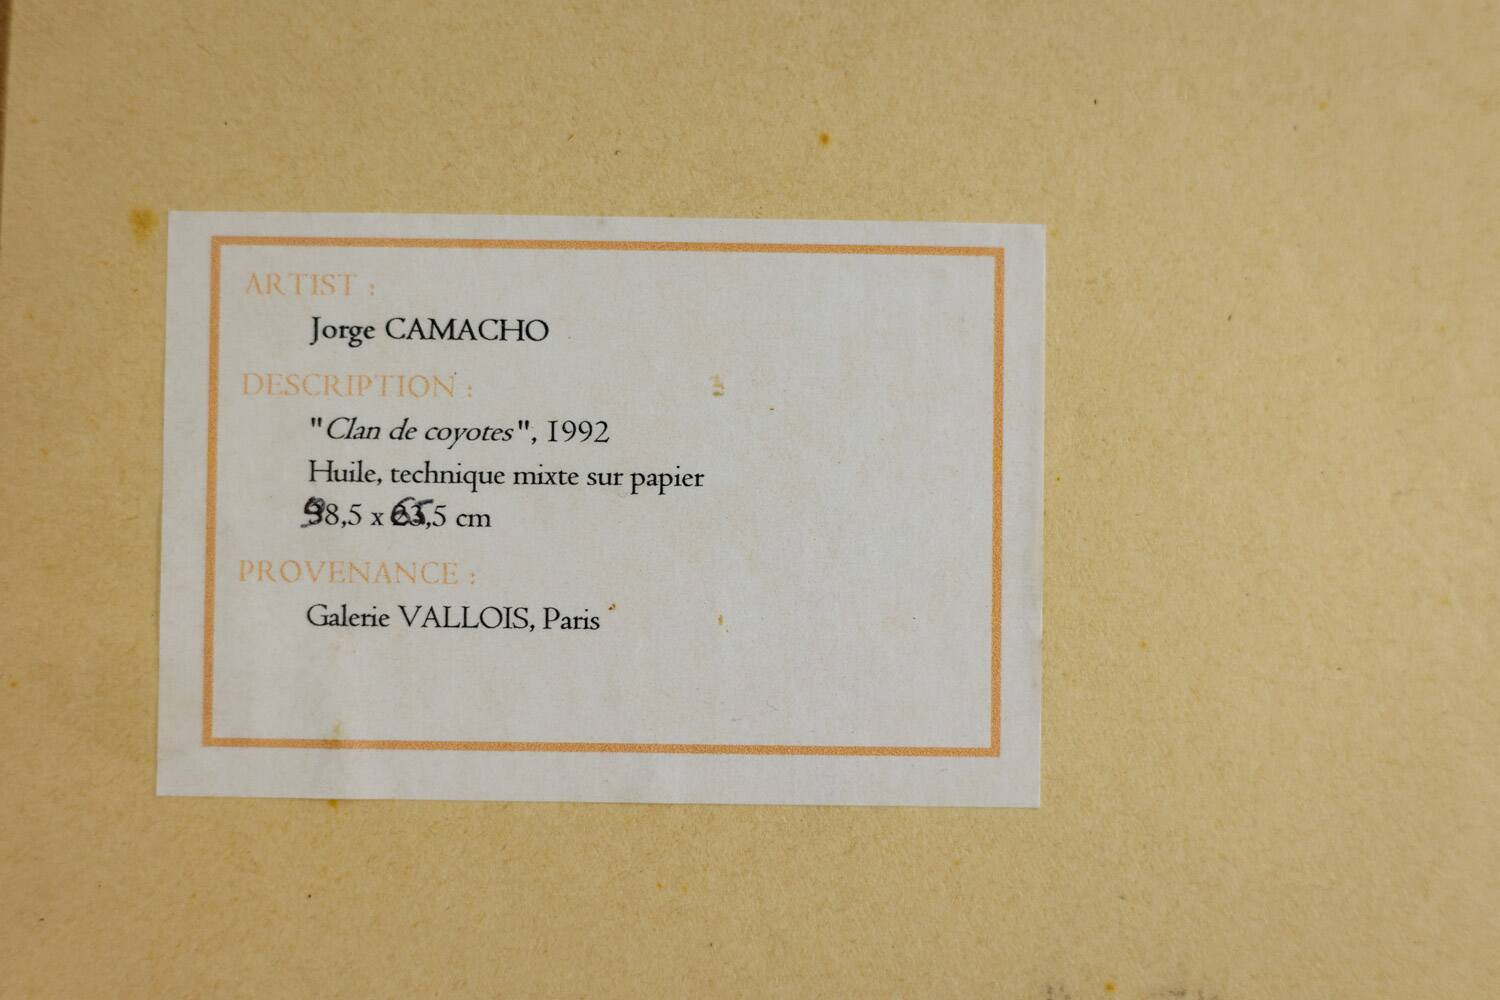 ARTIST :
Jorge CAMACHO
DESCRIPTION :
"Clan de coyotes", 1992
Huile, technique mixte sur papier
98,5 x 65,5 cm
PROVENANCE :
Galerie VALLOIS, Paris